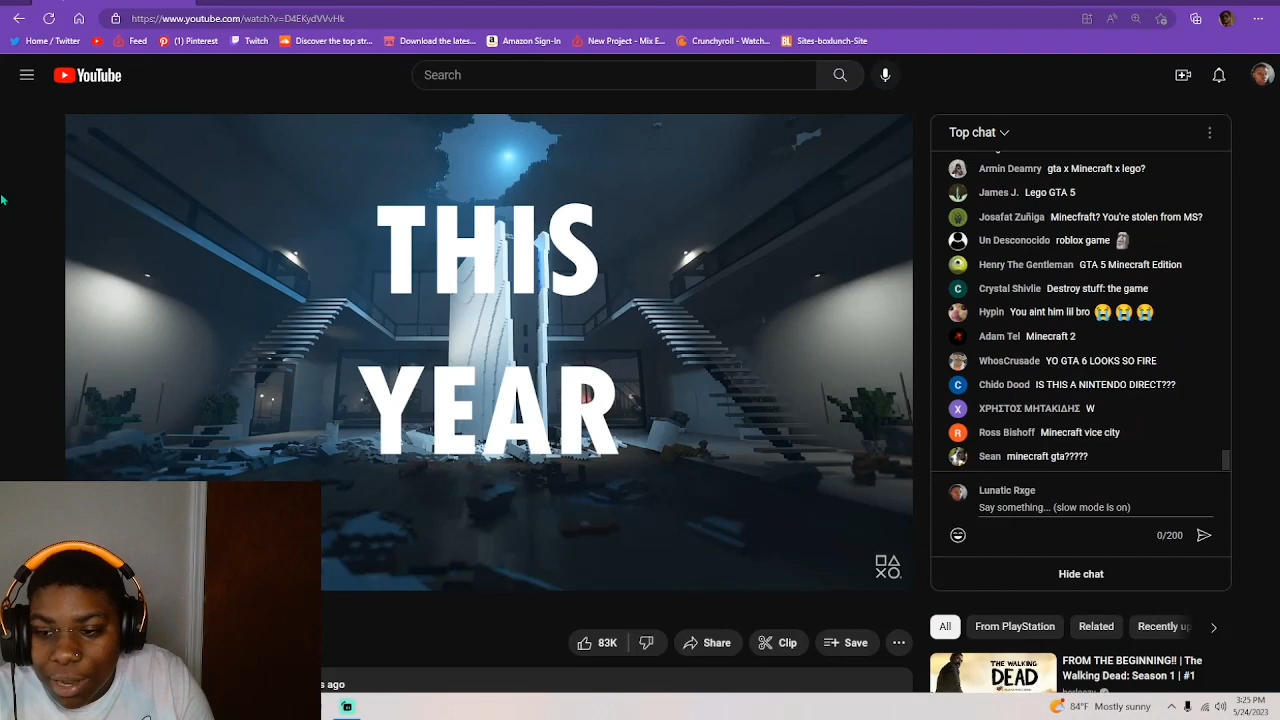 https://www.youtube.com/watch?v=D4EKydVVvHk
Home / Twitter
Feed
(1) Pinterest
Twitch
Discover the top str...
Download the lates...
Amazon Sign-In
New Project - Mix E...
Crunchyroll - Watch...
Sites-boxlunch-Site
YouTube
Search
THIS
YEAR
Top chat
Armin Deamry gta x Minecraft x lego?
James J. Lego GTA 5
Josafat Zuñiga Minecfraft? You're stolen from MS?
Un Desconocido roblox game
Henry The Gentleman GTA 5 Minecraft Edition
Crystal Shivlie Destroy stuff: the game
Hypin You aint him lil bro 😭 😭 😭
Adam Tel Minecraft 2
WhosCrusade YO GTA 6 LOOKS SO FIRE
Chido Dood IS THIS A NINTENDO DIRECT???
ΧΡΗΣΤΟΣ ΜΗΤΑΚΙΔΗΣ W
Ross Bishoff Minecraft vice city
Sean minecraft gta?????
Lunatic Rxge
Say something... (slow mode is on)
0/200
Hide chat
83K
Share
Clip
Save
s ago
All
From PlayStation
Related
Recently up
THE WALKING
DEAD
FROM THE BEGINNING!! | The
Walking Dead: Season 1 | #1
84°F Mostly sunny
3:25 PM
5/24/2023